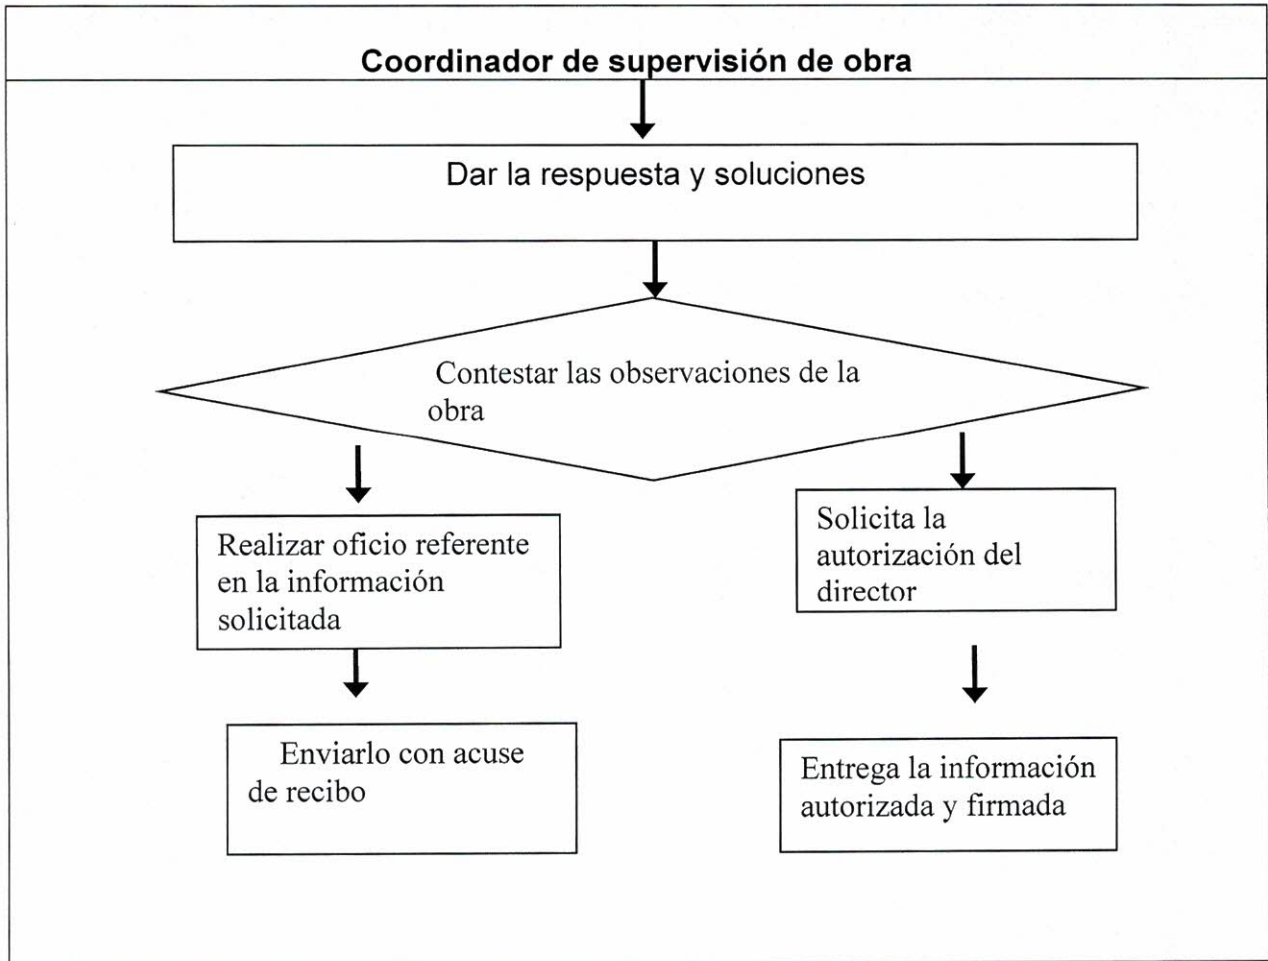 Coordinador de supervisión de obra
Dar la respuesta y soluciones
Contestar las observaciones de la
obra
Realizar oficio referente
en la información
solicitada
Solicita la
autorización del
director
Enviarlo con acuse
de recibo
Entrega la información
autorizada y firmada